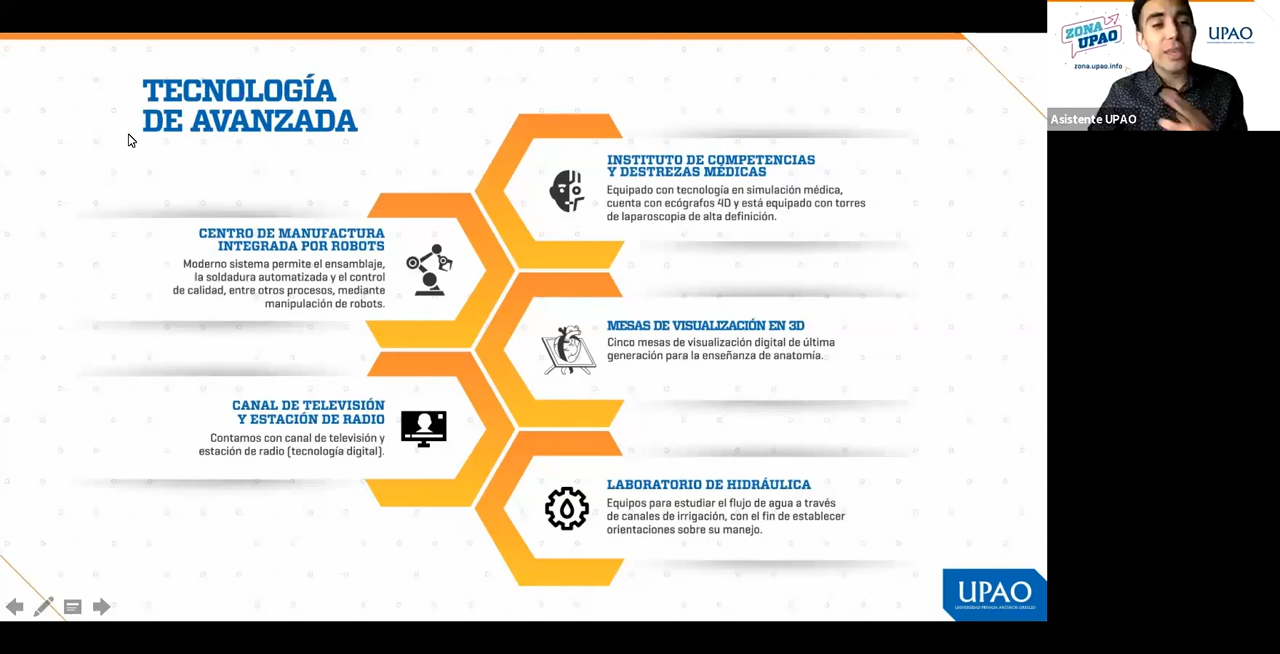 TECNOLOGÍA
DE AVANZADA
INSTITUTO DE COMPETENCIAS
Y DESTREZAS MÉDICAS
Equipado con tecnología en simulación médica,
cuenta con ecógrafos 4D y está equipado con torres
de laparoscopia de alta definición.
CENTRO DE MANUFACTURA
INTEGRADA POR ROBOTS
Moderno sistema permite el ensamblaje,
la soldadura automatizada y el control
de calidad, entre otros procesos, mediante
manipulación de robots.
MESAS DE VISUALIZACIÓN EN 3D
Cinco mesas de visualización digital de última
generación para la enseñanza de anatomía.
CANAL DE TELEVISIÓN
Y ESTACIÓN DE RADIO
Contamos con canal de televisión y
estación de radio (tecnología digital).
LABORATORIO DE HIDRÁULICA
Equipos para estudiar el flujo de agua a través
de canales de irrigación, con el fin de establecer
orientaciones sobre su manejo.
UPAO
UNIVERSIDAD PRIVADA ANTENOR ORREGO
ZONA
UPAO
zona.upao.info
UPAO
Asistente UPAO